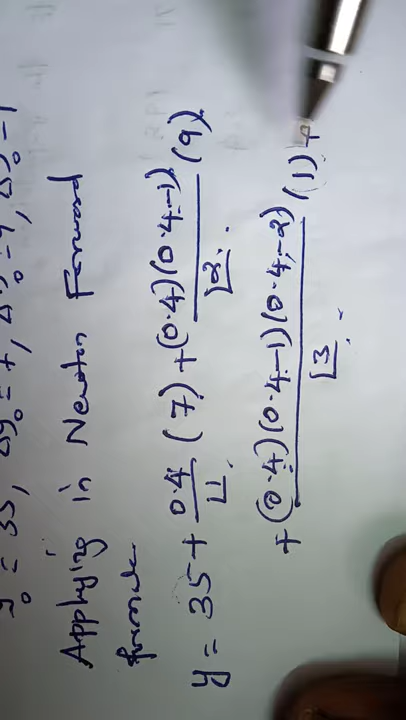 y₀ = 35, Δy₀ = 7, Δ²y₀ = 9, Δ³y₀ = 1
Applying in Newton Forward
formula
y = 35 + 0.4/⌊1 (7) + (0.4)(0.4-1)/⌊2 (9)
+ (0.4)(0.4-1)(0.4-2)/⌊3 (1) +